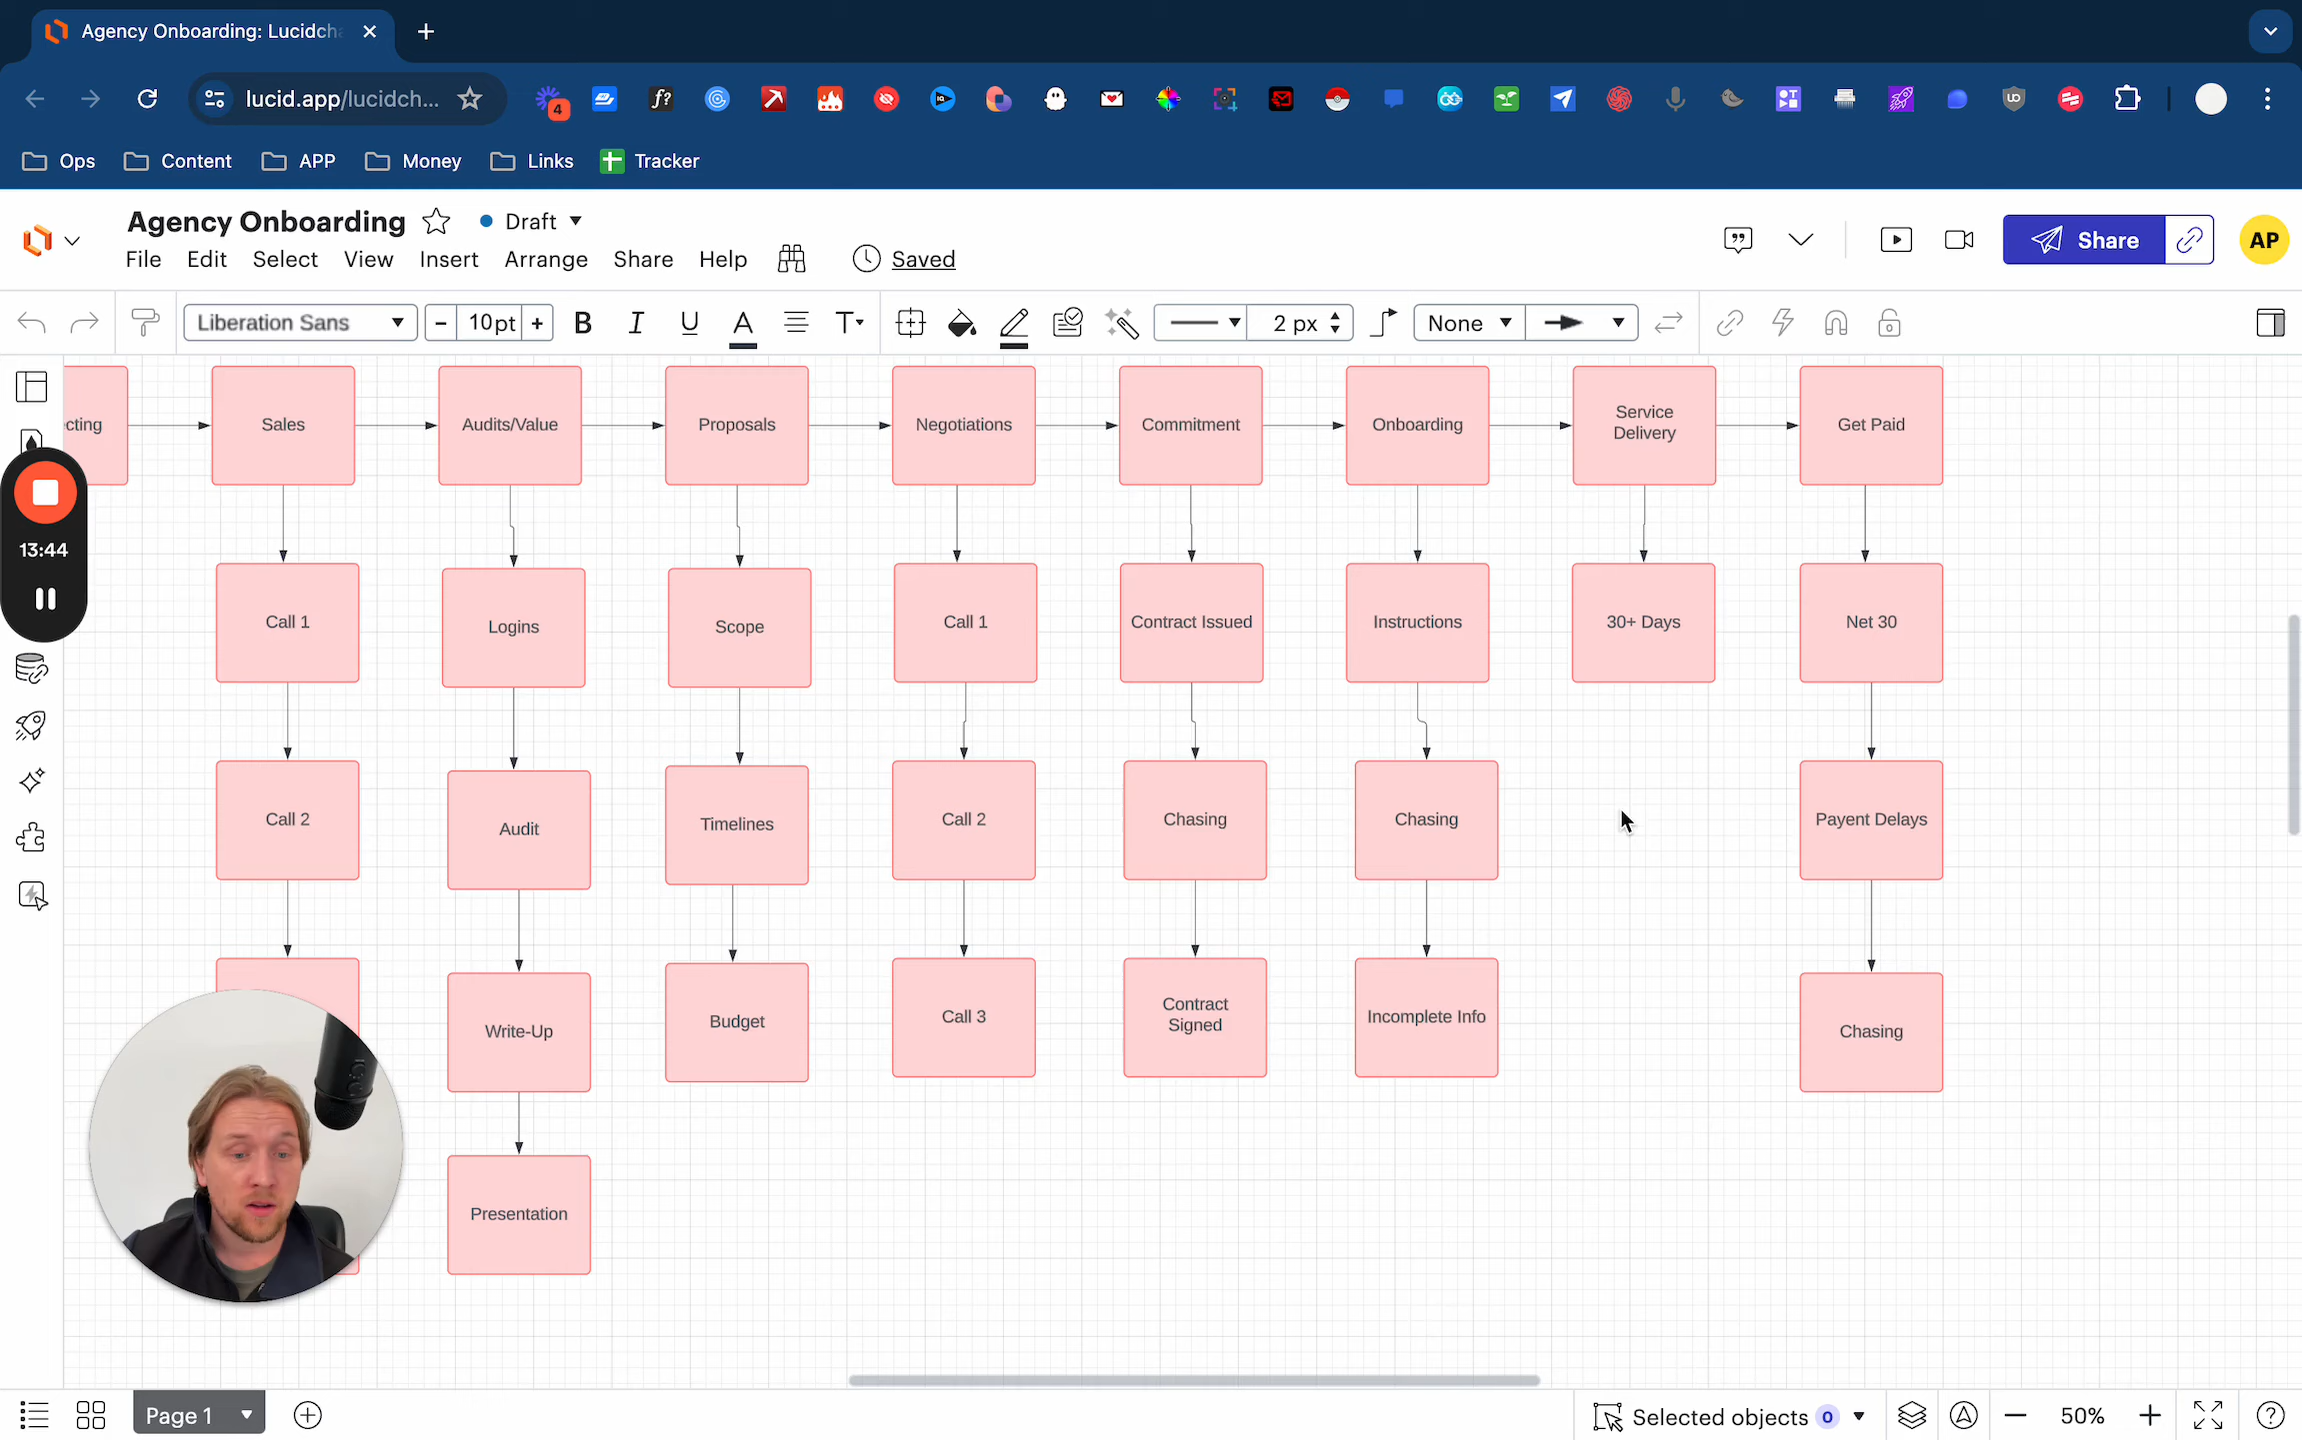 Agency Onboarding: Lucidcha
lucid.app/lucidch...
4
Ops
Content
APP
Money
Links
Tracker
Agency Onboarding
Draft
File
Edit
Select
View
Insert
Arrange
Share
Help
Saved
Share
AP
Liberation Sans
10pt
B
I
U
A
T
2 px
None
13:44
ecting
Sales
Audits/Value
Proposals
Negotiations
Commitment
Onboarding
Service
Delivery
Get Paid
Call 1
Logins
Scope
Call 1
Contract Issued
Instructions
30+ Days
Net 30
Call 2
Audit
Timelines
Call 2
Chasing
Chasing
Payent Delays
Write-Up
Budget
Call 3
Contract
Signed
Incomplete Info
Chasing
Presentation
Page 1
Selected objects
0
50%